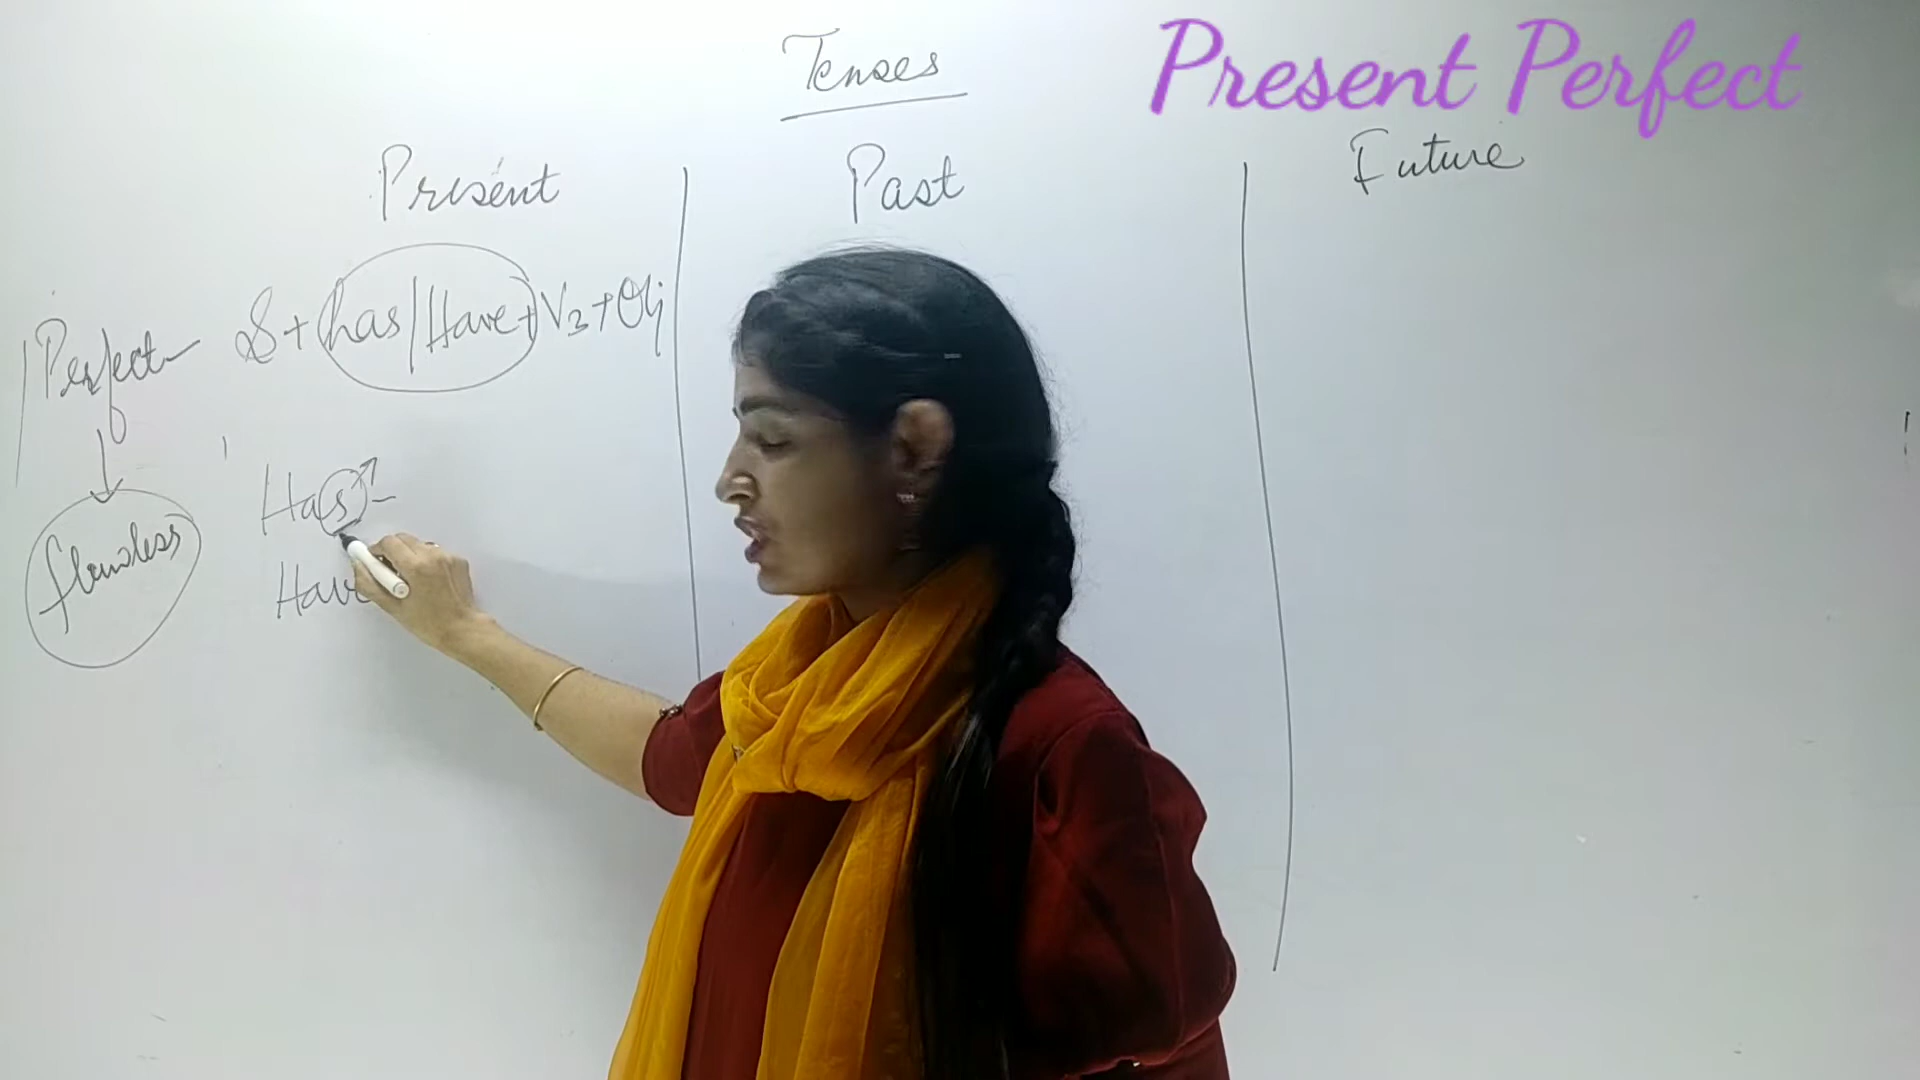 Present Perfect
Tenses
Present Past Future
Perfect S + has/Have + V3 + Obj
flawless
Has -
Have